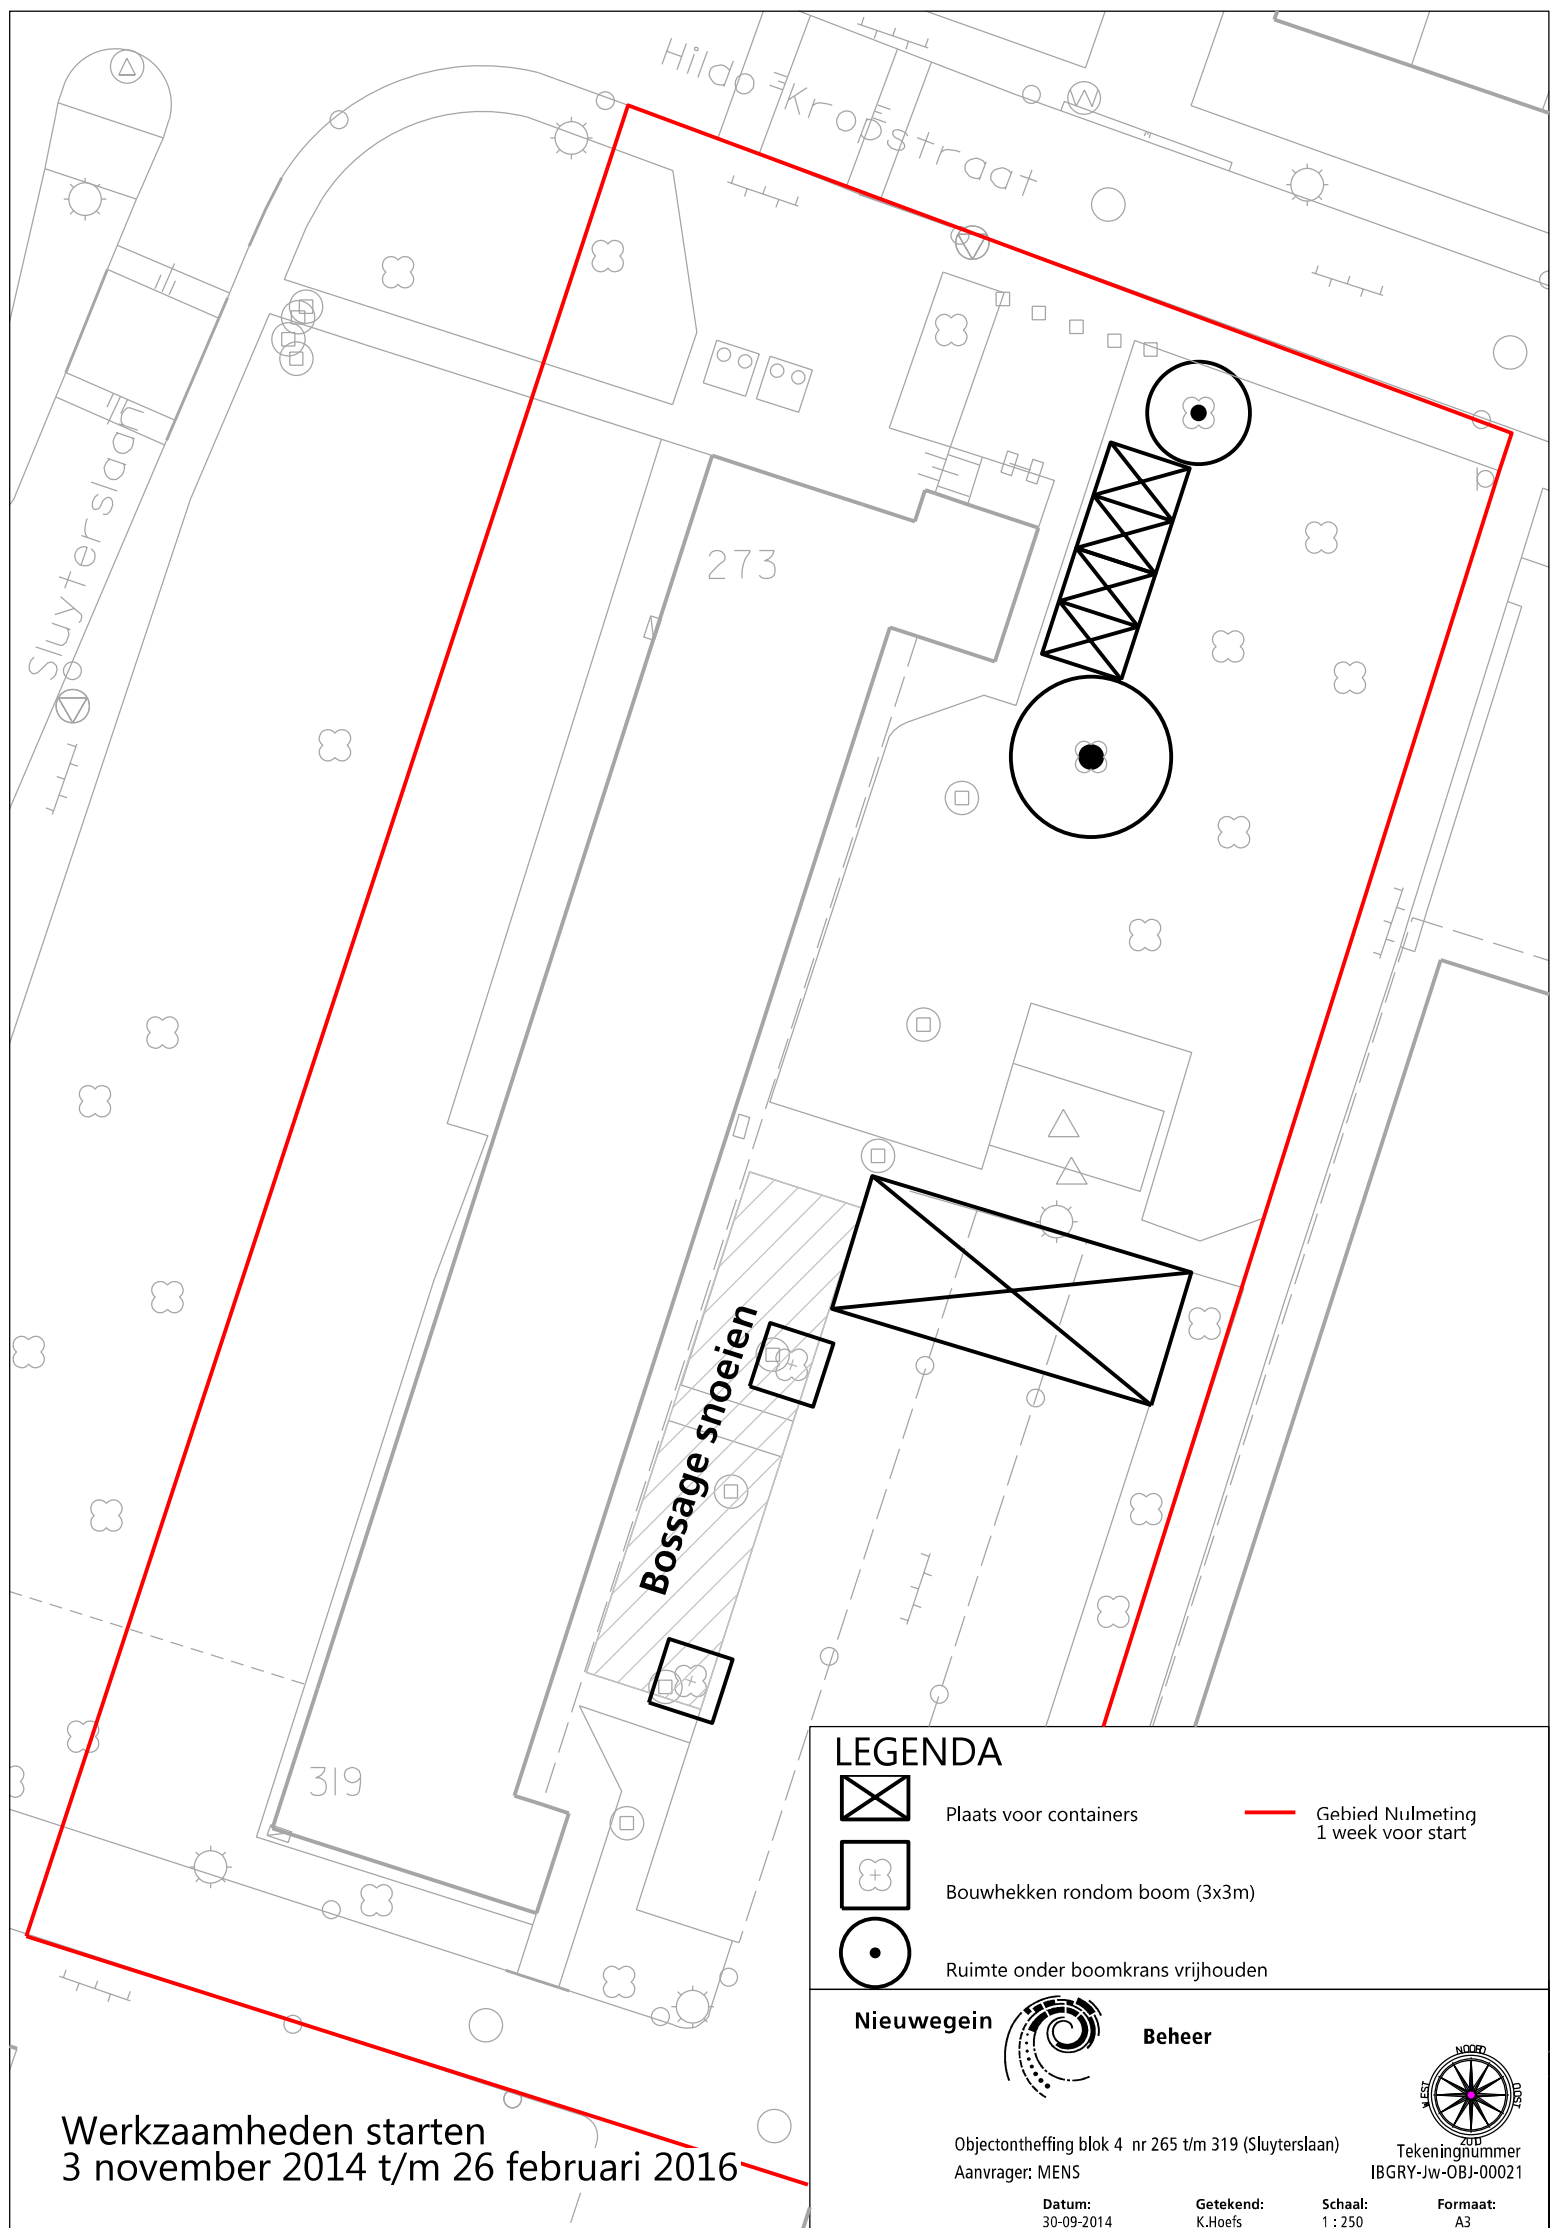 Hildo Kropstraat
Sluyterslaan
273
Bossage snoeien
319
LEGENDA
Plaats voor containers
Gebied Nulmeting,
1 week voor start
Bouwhekken rondom boom (3x3m)
Ruimte onder boomkrans vrijhouden
Nieuwegein
Beheer
NOORD
WEST
OOST
ZUID
Objectontheffing blok 4 nr 265 t/m 319 (Sluyterslaan)
Tekeningnummer
Aanvrager: MENS
IBGRY-Jw-OBJ-00021
Datum: Getekend: Schaal: Formaat:
30-09-2014 K.Hoefs 1 : 250 A3
Werkzaamheden starten
3 november 2014 t/m 26 februari 2016